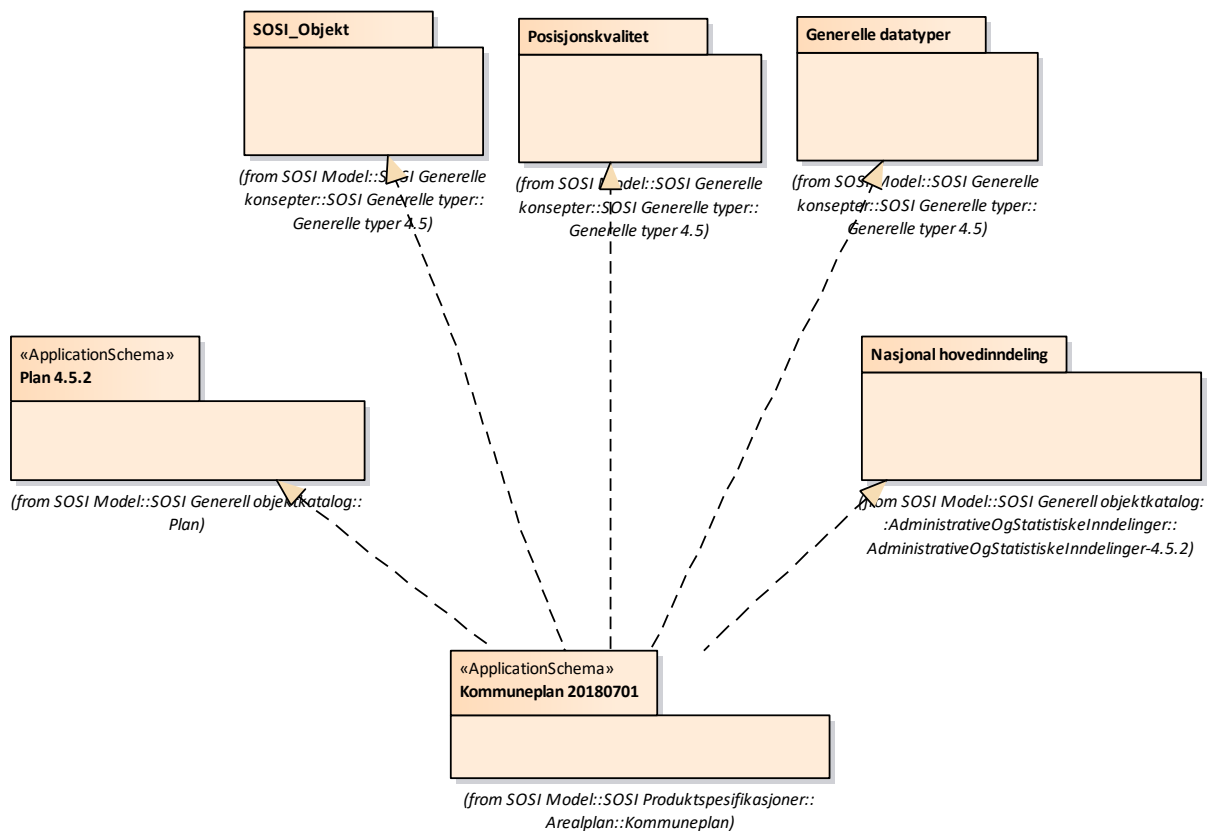 SOSI_Objekt
(from SOSI Model::SOSI Generelle
konsepter::SOSI Generelle typer::
Generelle typer 4.5)
Posisjonskvalitet
(from SOSI Model::SOSI Generelle
konsepter::SOSI Generelle typer::
Generelle typer 4.5)
Generelle datatyper
(from SOSI Model::SOSI Generelle
konsepter::SOSI Generelle typer::
Generelle typer 4.5)
«ApplicationSchema»
Plan 4.5.2
(from SOSI Model::SOSI Generell objektkatalog::
Plan)
Nasjonal hovedinndeling
(from SOSI Model::SOSI Generell objektkatalog:
:AdministrativeOgStatistiskeInndelinger::
AdministrativeOgStatistiskeInndelinger-4.5.2)
«ApplicationSchema»
Kommuneplan 20180701
(from SOSI Model::SOSI Produktspesifikasjoner::
Arealplan::Kommuneplan)